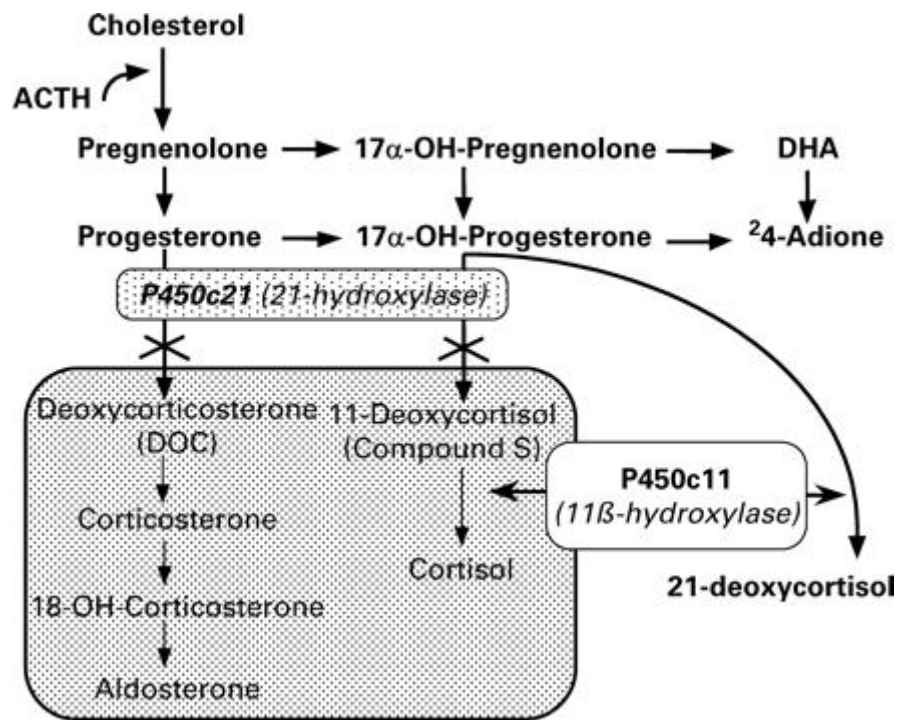 Cholesterol
ACTH
Pregnenolone 17α-OH-Pregnenolone DHA
Progesterone 17α-OH-Progesterone ²4-Adione
P450c21 (21-hydroxylase)
Deoxycorticosterone
(DOC)
11-Deoxycortisol
(Compound S)
P450c11
(11ß-hydroxylase)
Corticosterone
Cortisol
21-deoxycortisol
18-OH-Corticosterone
Aldosterone